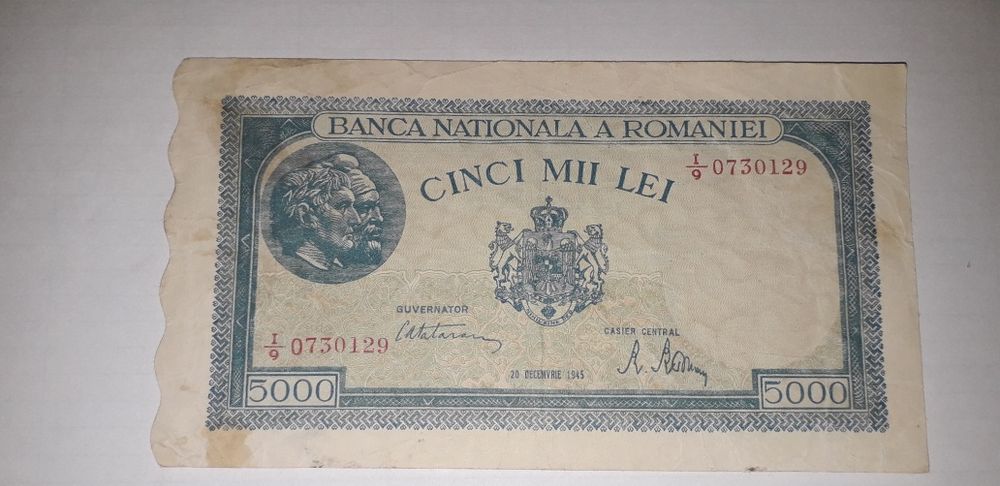 BANCA NATIONALA A ROMANIEI
CINCI MII LEI
I/9 0730129
GUVERNATOR
CASIER CENTRAL
I/9 0730129
20 DECEMVRIE 1945
5000
5000